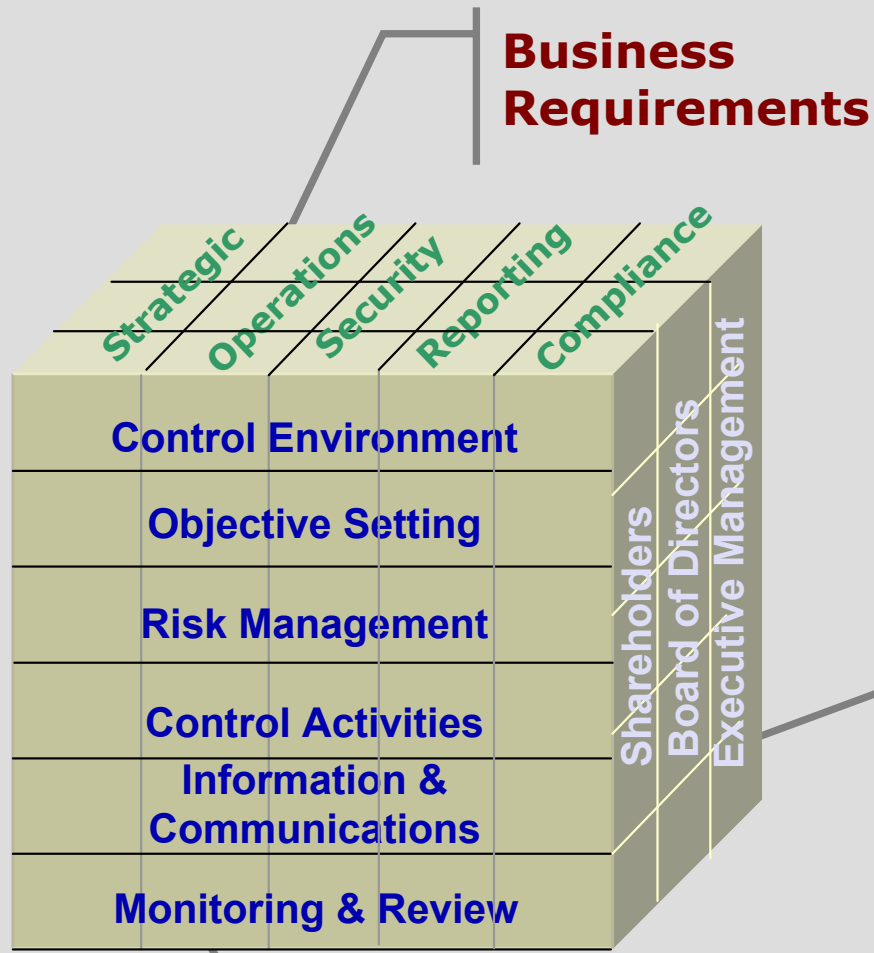 Business
Requirements
Strategic
Operations
Security
Reporting
Compliance
Control Environment
Objective Setting
Risk Management
Control Activities
Information &
Communications
Monitoring & Review
Shareholders
Board of Directors
Executive Management